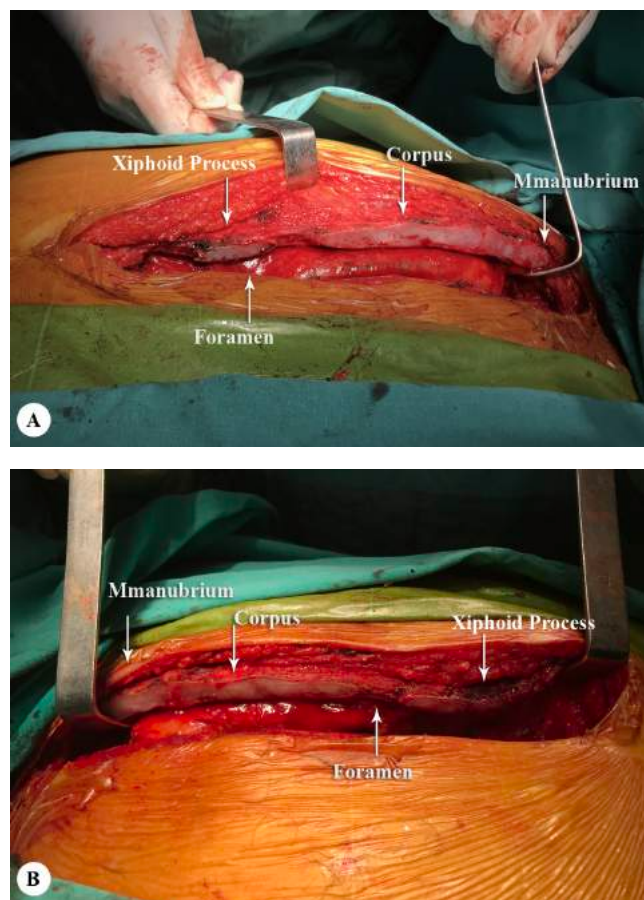 Xiphoid Process
Corpus
Mmanubrium
Foramen
A
Mmanubrium
Corpus
Xiphoid Process
Foramen
B